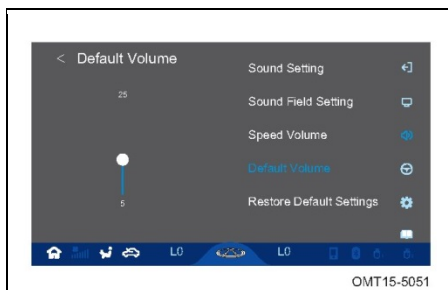 < Default Volume
25
5
Sound Setting
Sound Field Setting
Speed Volume
Default Volume
Restore Default Settings
L0
L0
OMT15-5051